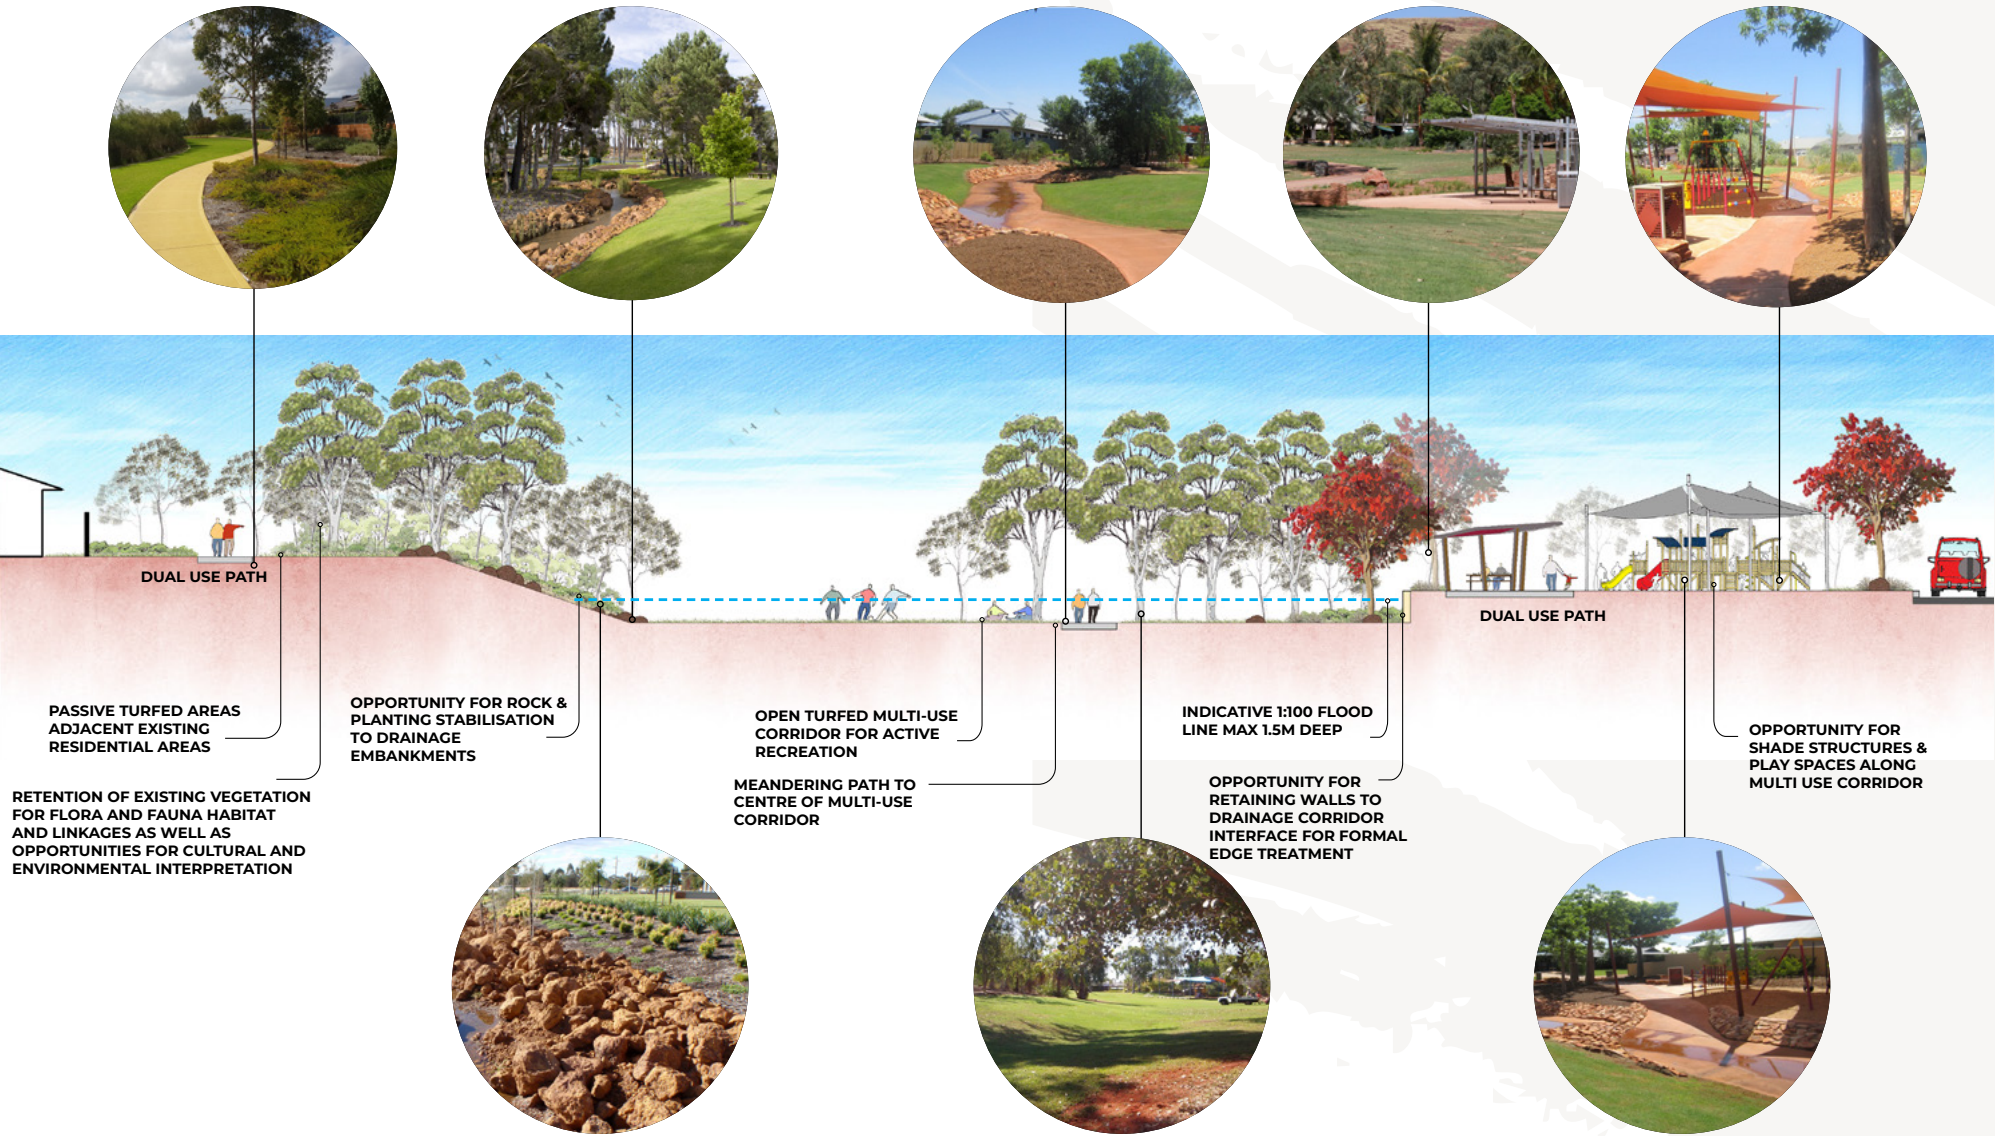 DUAL USE PATH
DUAL USE PATH
PASSIVE TURFED AREAS
ADJACENT EXISTING
RESIDENTIAL AREAS
RETENTION OF EXISTING VEGETATION
FOR FLORA AND FAUNA HABITAT
AND LINKAGES AS WELL AS
OPPORTUNITIES FOR CULTURAL AND
ENVIRONMENTAL INTERPRETATION
OPPORTUNITY FOR ROCK &
PLANTING STABILISATION
TO DRAINAGE
EMBANKMENTS
OPEN TURFED MULTI-USE
CORRIDOR FOR ACTIVE
RECREATION
MEANDERING PATH TO
CENTRE OF MULTI-USE
CORRIDOR
INDICATIVE 1:100 FLOOD
LINE MAX 1.5M DEEP
OPPORTUNITY FOR
RETAINING WALLS TO
DRAINAGE CORRIDOR
INTERFACE FOR FORMAL
EDGE TREATMENT
OPPORTUNITY FOR
SHADE STRUCTURES &
PLAY SPACES ALONG
MULTI USE CORRIDOR